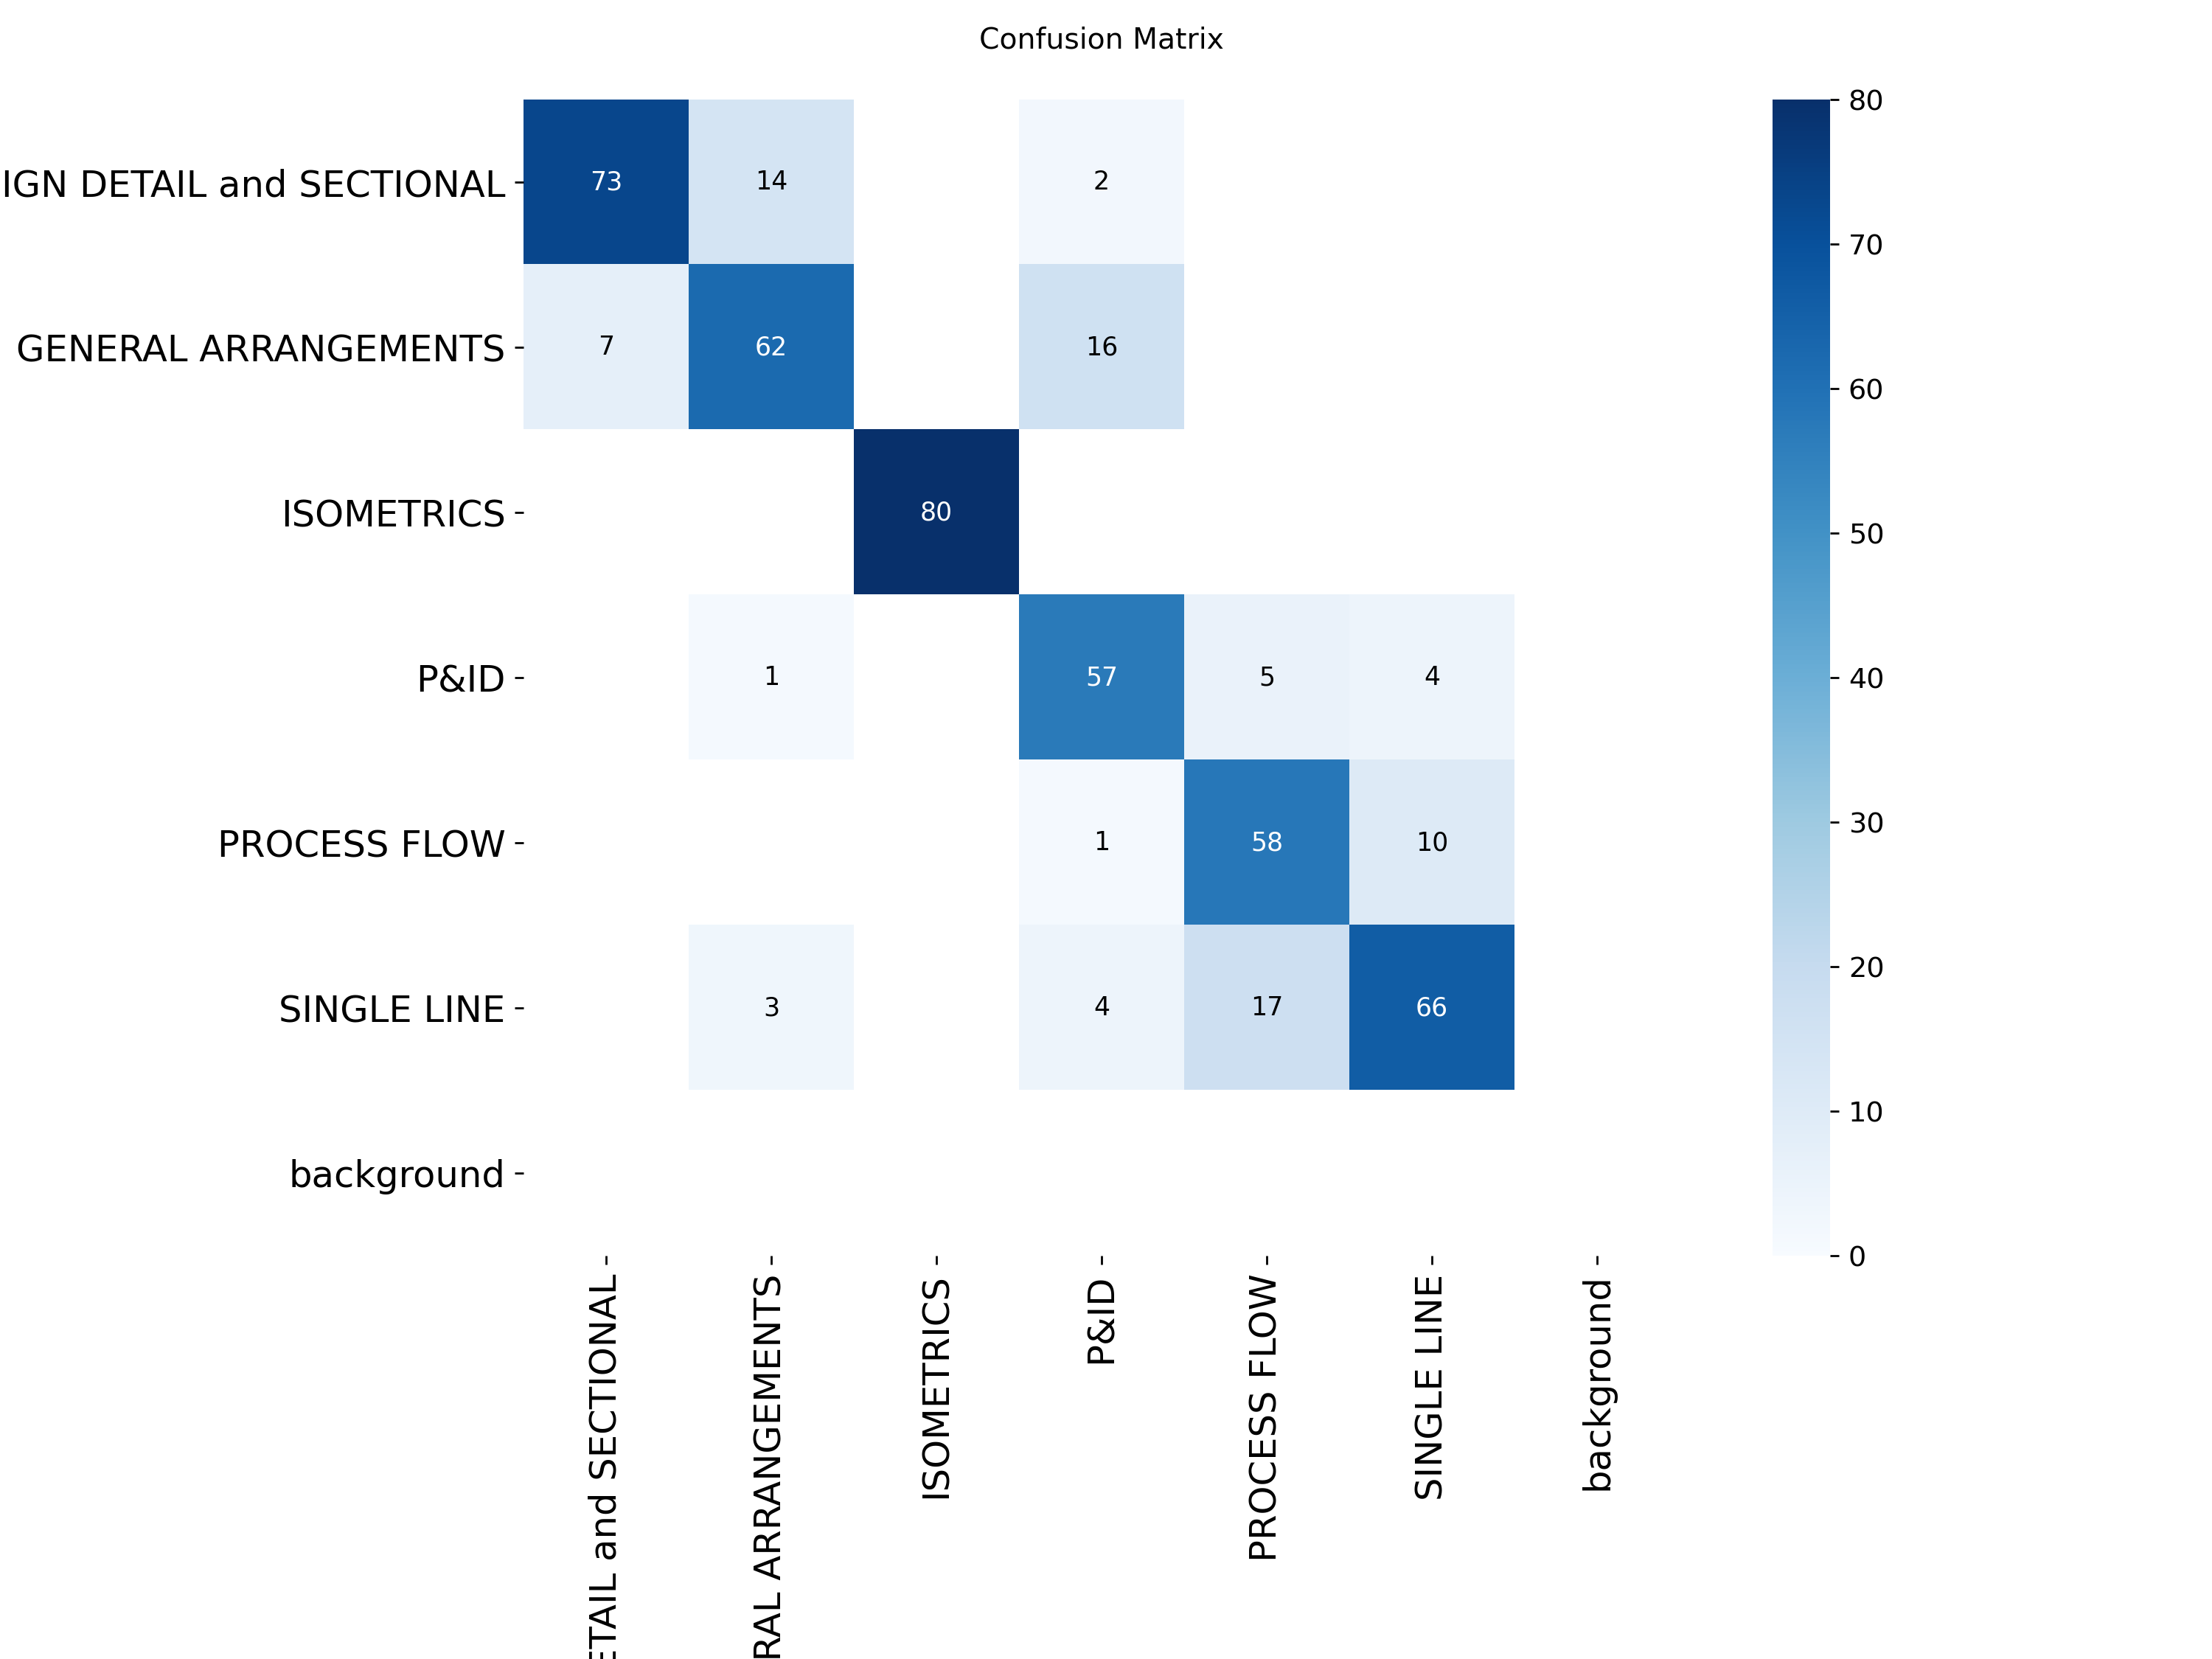 Confusion Matrix
IGN DETAIL and SECTIONAL 73 14 2
GENERAL ARRANGEMENTS 7 62 16
ISOMETRICS 80
P&ID 1 57 5 4
PROCESS FLOW 1 58 10
SINGLE LINE 3 4 17 66
background
ETAIL and SECTIONAL
RAL ARRANGEMENTS
ISOMETRICS
P&ID
PROCESS FLOW
SINGLE LINE
background
80
70
60
50
40
30
20
10
0